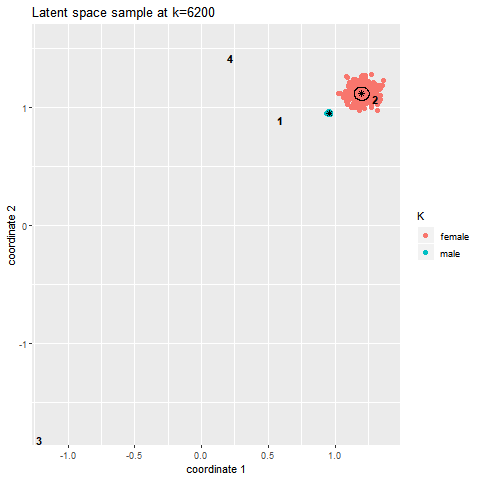 Latent space sample at k=6200
4
2
1
3
1
0
-1
-1.0
-0.5
0.0
0.5
1.0
coordinate 1
coordinate 2
K
female
male